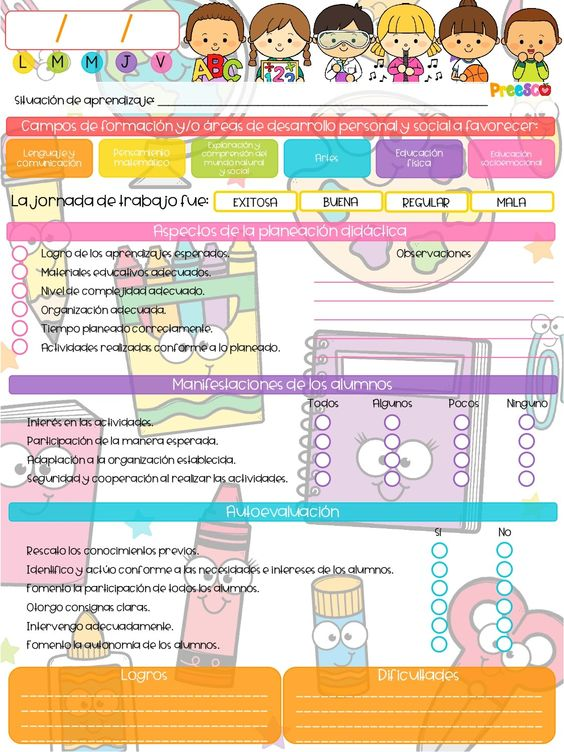 / /
L M M J V
ABC
123
Preesco
Situación de aprendizaje:
Campos de formación y/o áreas de desarrollo personal y social a favorecer:
Lenguaje y comunicación
Pensamiento matemático
Exploración y comprensión del mundo natural y social
Artes
Educación física
Educación socioemocional
La jornada de trabajo fue: EXITOSA BUENA REGULAR MALA
Aspectos de la planeación didáctica
Logro de los aprendizajes esperados. Observaciones
Materiales educativos adecuados.
Nivel de complejidad adecuado.
Organización adecuada.
Tiempo planeado correctamente.
Actividades realizadas conforme a lo planeado.
Manifestaciones de los alumnos
Todos Algunos Pocos Ninguno
Interés en las actividades.
Participación de la manera esperada.
Adaptación a la organización establecida.
Seguridad y cooperación al realizar las actividades.
Autoevaluación
Si No
Rescato los conocimientos previos.
Identifico y actúo conforme a las necesidades e intereses de los alumnos.
Fomento la participación de todos los alumnos.
Otorgo consignas claras.
Intervengo adecuadamente.
Fomento la autonomía de los alumnos.
Logros Dificultades